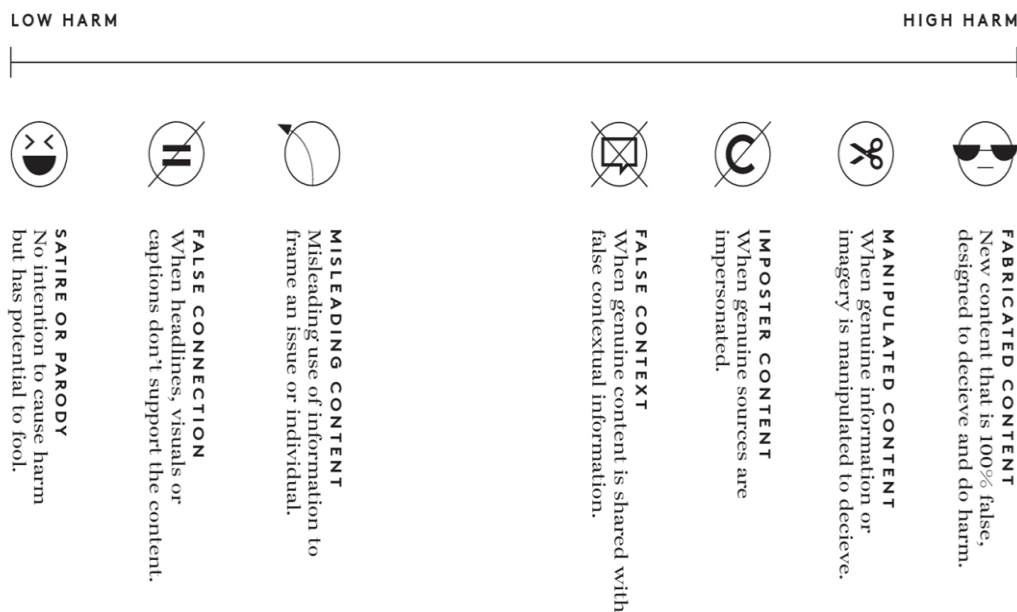 LOW HARM
HIGH HARM
SATIRE OR PARODY
No intention to cause harm
but has potential to fool.
FALSE CONNECTION
When headlines, visuals or
captions don't support the content.
MISLEADING CONTENT
Misleading use of information to
frame an issue or individual.
FALSE CONTEXT
When genuine content is shared with
false contextual information.
IMPOSTER CONTENT
When genuine sources are
impersonated.
MANIPULATED CONTENT
When genuine information or
imagery is manipulated to decieve.
FABRICATED CONTENT
New content that is 100% false,
designed to decieve and do harm.